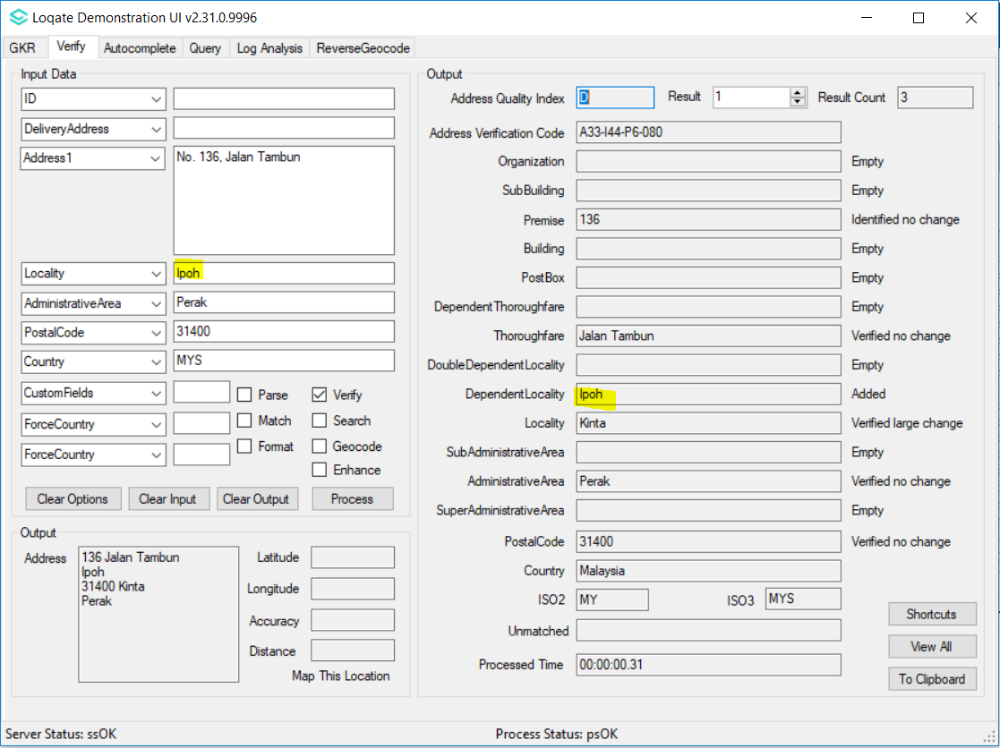 Loqate Demonstration UI v2.31.0.9996
GKR Verify Autocomplete Query Log Analysis ReverseGeocode
Input Data
ID
DeliveryAddress
Address1 No. 136, Jalan Tambun
Locality Ipoh
AdministrativeArea Perak
PostalCode 31400
Country MYS
CustomFields Parse Verify
ForceCountry Match Search
ForceCountry Format Geocode
Enhance
Clear Options Clear Input Clear Output Process
Output
Address 136 Jalan Tambun
Ipoh
31400 Kinta
Perak
Latitude
Longitude
Accuracy
Distance
Map This Location
Output
Address Quality Index D Result 1 Result Count 3
Address Verification Code A33-I44-P6-080
Organization Empty
SubBuilding Empty
Premise 136 Identified no change
Building Empty
PostBox Empty
DependentThoroughfare Empty
Thoroughfare Jalan Tambun Verified no change
DoubleDependentLocality Empty
DependentLocality Ipoh Added
Locality Kinta Verified large change
SubAdministrativeArea Empty
AdministrativeArea Perak Verified no change
SuperAdministrativeArea Empty
PostalCode 31400 Verified no change
Country Malaysia
ISO2 MY ISO3 MYS
Unmatched
Processed Time 00:00:00.31
Shortcuts
View All
To Clipboard
Server Status: ssOK Process Status: psOK